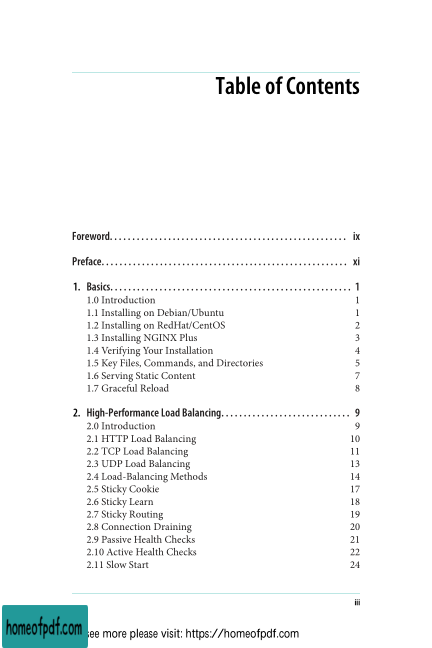 Table of Contents
Foreword. . . . . . . . . . . . . . . . . . . . . . . . . . . . . . . . . . . . . . . . . . . . . . . . . . . . . ix
Preface. . . . . . . . . . . . . . . . . . . . . . . . . . . . . . . . . . . . . . . . . . . . . . . . . . . . . . . xi
1. Basics. . . . . . . . . . . . . . . . . . . . . . . . . . . . . . . . . . . . . . . . . . . . . . . . . . . . . . 1
1.0 Introduction 1
1.1 Installing on Debian/Ubuntu 1
1.2 Installing on RedHat/CentOS 2
1.3 Installing NGINX Plus 3
1.4 Verifying Your Installation 4
1.5 Key Files, Commands, and Directories 5
1.6 Serving Static Content 7
1.7 Graceful Reload 8
2. High-Performance Load Balancing. . . . . . . . . . . . . . . . . . . . . . . . . . . . . 9
2.0 Introduction 9
2.1 HTTP Load Balancing 10
2.2 TCP Load Balancing 11
2.3 UDP Load Balancing 13
2.4 Load-Balancing Methods 14
2.5 Sticky Cookie 17
2.6 Sticky Learn 18
2.7 Sticky Routing 19
2.8 Connection Draining 20
2.9 Passive Health Checks 21
2.10 Active Health Checks 22
2.11 Slow Start 24
iii
homeofpdf.com
see more please visit: https://homeofpdf.com